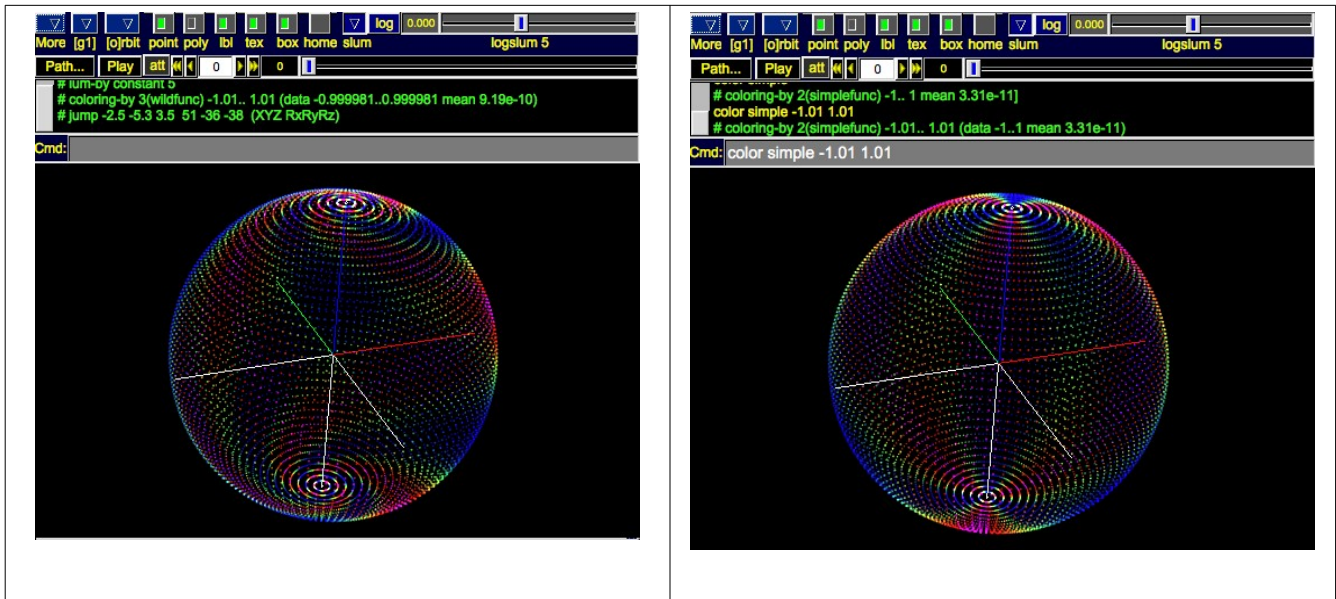 log 0.000
More [g1] [o]rbit point poly lbl tex box home slum logslum 5
Path... Play att 0 0
# lum-by constant 5
# coloring-by 3(wildfunc) -1.01.. 1.01 (data -0.999981..0.999981 mean 9.19e-10)
# jump -2.5 -5.3 3.5 51 -36 -38 (XYZ RxRyRz)
Cmd:
log 0.000
More [g1] [o]rbit point poly lbl tex box home slum logslum 5
Path... Play att 0 0
color simple
# coloring-by 2(simplefunc) -1.. 1 mean 3.31e-11]
color simple -1.01 1.01
# coloring-by 2(simplefunc) -1.01.. 1.01 (data -1..1 mean 3.31e-11)
Cmd: color simple -1.01 1.01